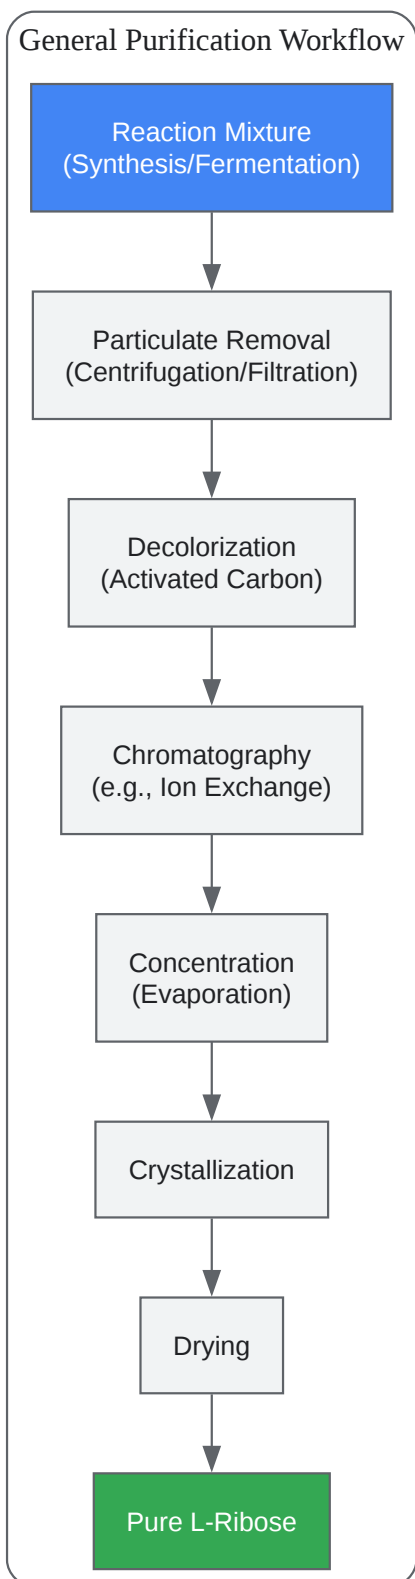 General Purification Workflow
Reaction Mixture
(Synthesis/Fermentation)
Particulate Removal
(Centrifugation/Filtration)
Decolorization
(Activated Carbon)
Chromatography
(e.g., Ion Exchange)
Concentration
(Evaporation)
Crystallization
Drying
Pure L-Ribose